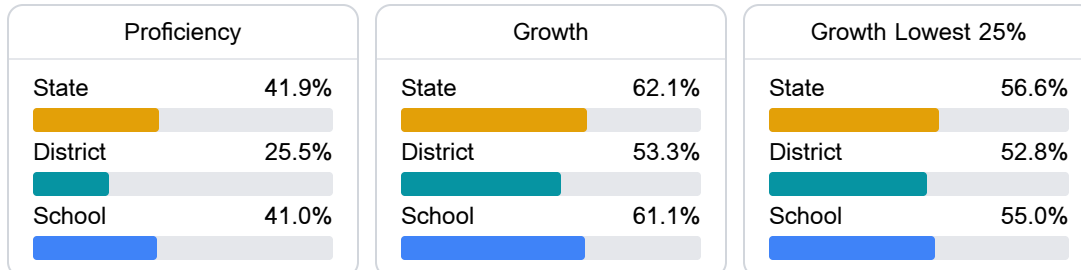 Proficiency
State 41.9%
District 25.5%
School 41.0%
Growth
State 62.1%
District 53.3%
School 61.1%
Growth Lowest 25%
State 56.6%
District 52.8%
School 55.0%